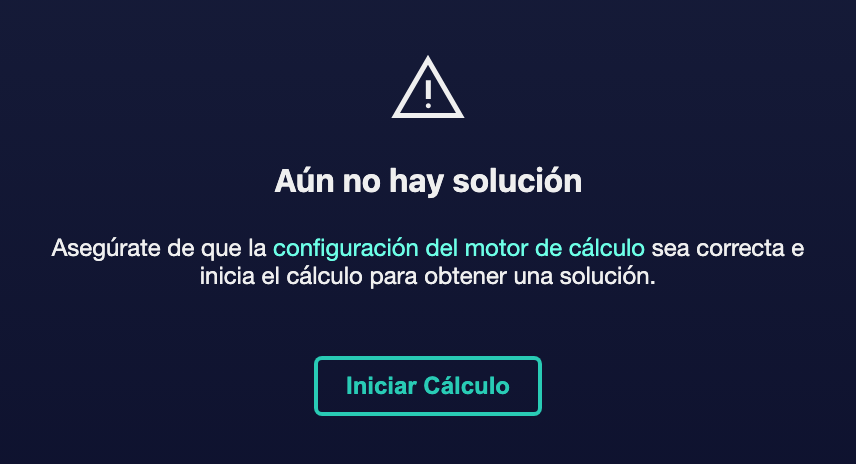 Aún no hay solución
Asegúrate de que la configuración del motor de cálculo sea correcta e
inicia el cálculo para obtener una solución.
Iniciar Cálculo